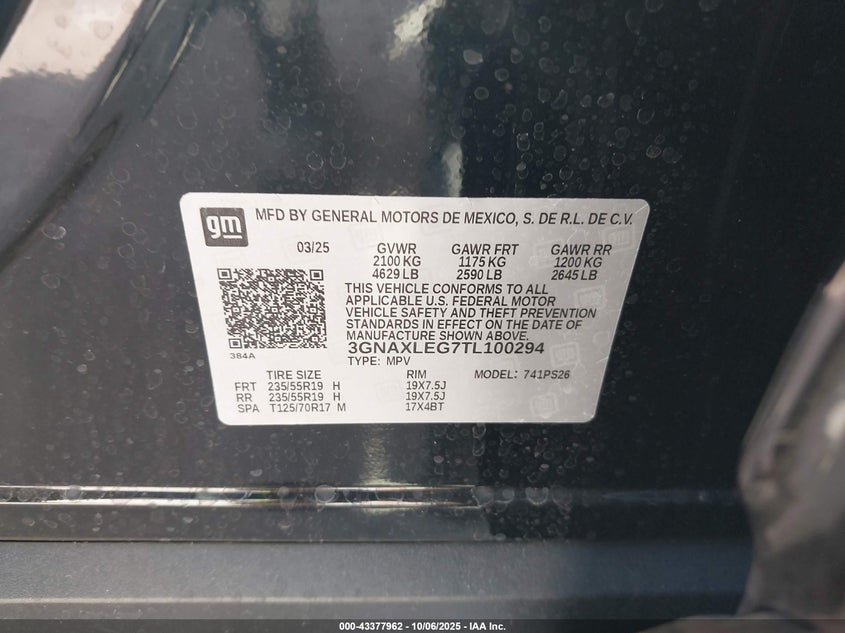 gm MFD BY GENERAL MOTORS DE MEXICO, S. DE R.L. DE C.V.
03/25 GVWR GAWR FRT GAWR RR
2100 KG 1175 KG 1200 KG
4629 LB 2590 LB 2645 LB
THIS VEHICLE CONFORMS TO ALL
APPLICABLE U.S. FEDERAL MOTOR
VEHICLE SAFETY AND THEFT PREVENTION
STANDARDS IN EFFECT ON THE DATE OF
MANUFACTURE SHOWN ABOVE.
384A 3GNAXLEG7TL100294
TYPE: MPV
TIRE SIZE RIM MODEL: 741PS26
FRT 235/55R19 H 19X7.5J
RR 235/55R19 H 19X7.5J
SPA T125/70R17 M 17X4BT
000-43377962 - 10/06/2025 - IAA Inc.